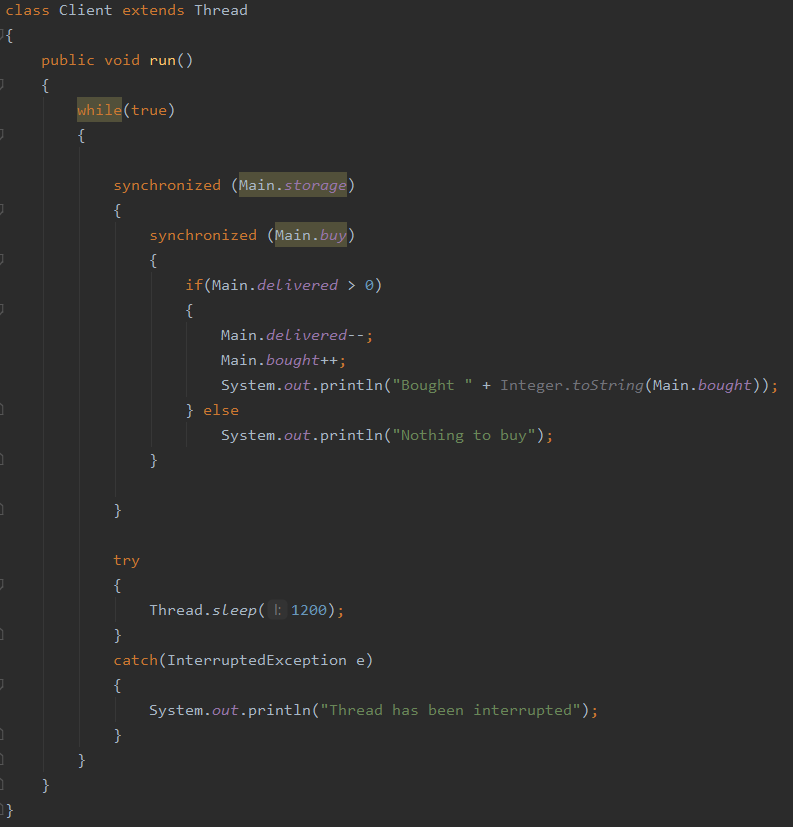 class Client extends Thread
{
    public void run()
    {
        while(true)
        {
            synchronized (Main.storage)
            {
                synchronized (Main.buy)
                {
                    if(Main.delivered > 0)
                    {
                        Main.delivered--;
                        Main.bought++;
                        System.out.println("Bought " + Integer.toString(Main.bought));
                    } else
                        System.out.println("Nothing to buy");
                }
            }
            try
            {
                Thread.sleep( l: 1200);
            }
            catch(InterruptedException e)
            {
                System.out.println("Thread has been interrupted");
            }
        }
    }
}